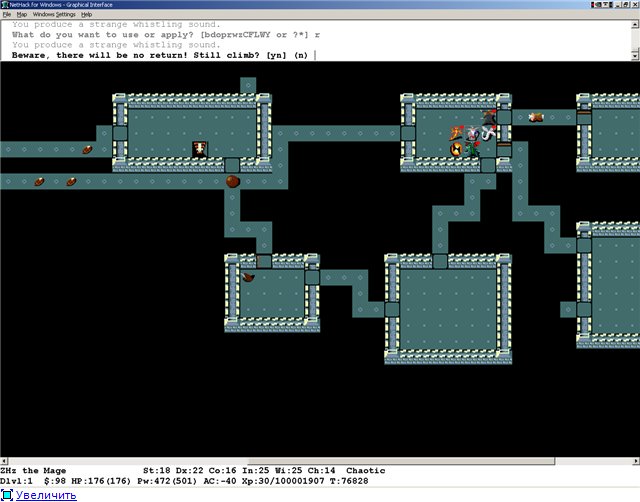 NetHack for Windows - Graphical Interface
File Map Windows Settings Help
You produce a strange whistling sound.
What do you want to use or apply? [bdoprwzCFLWY or ?*] r
You produce a strange whistling sound.
Beware, there will be no return! Still climb? [yn] (n)
ZHz the Mage St:18 Dx:22 Co:16 In:25 Wi:25 Ch:14 Chaotic
Dlvl:1 $:98 HP:176(176) Pw:472(501) AC:-40 Xp:30/100001907 T:76828
Увеличить